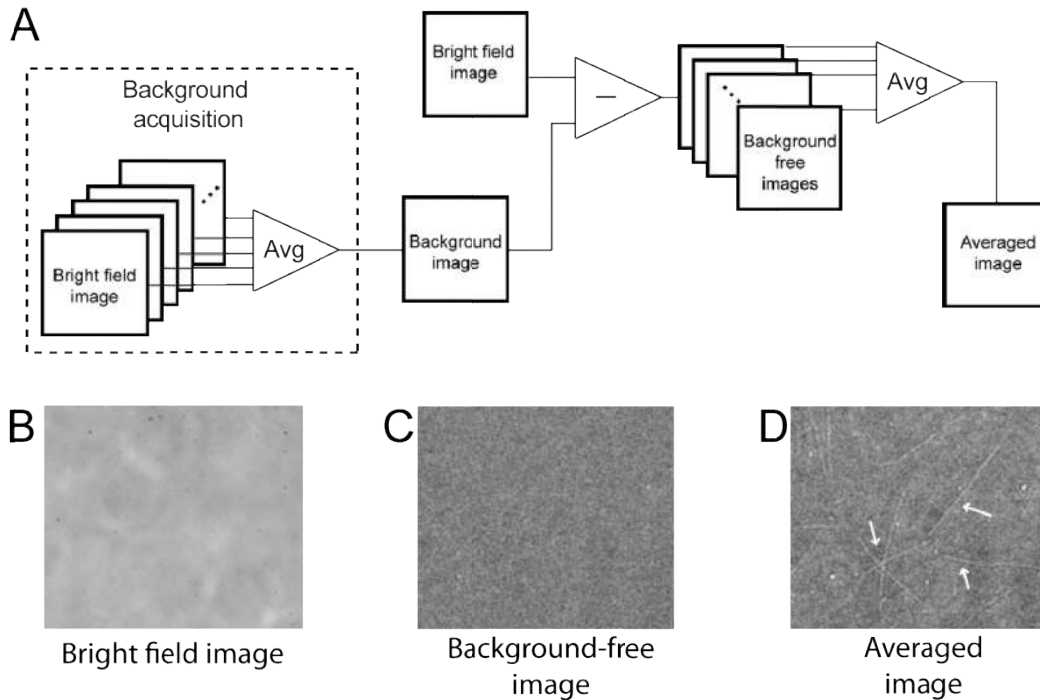 A
Background
acquisition
Bright field
image
Avg
Background
image
Bright field
image
—
Background
free
images
Avg
Averaged
image
B
Bright field image
C
Background-free
image
D
Averaged
image